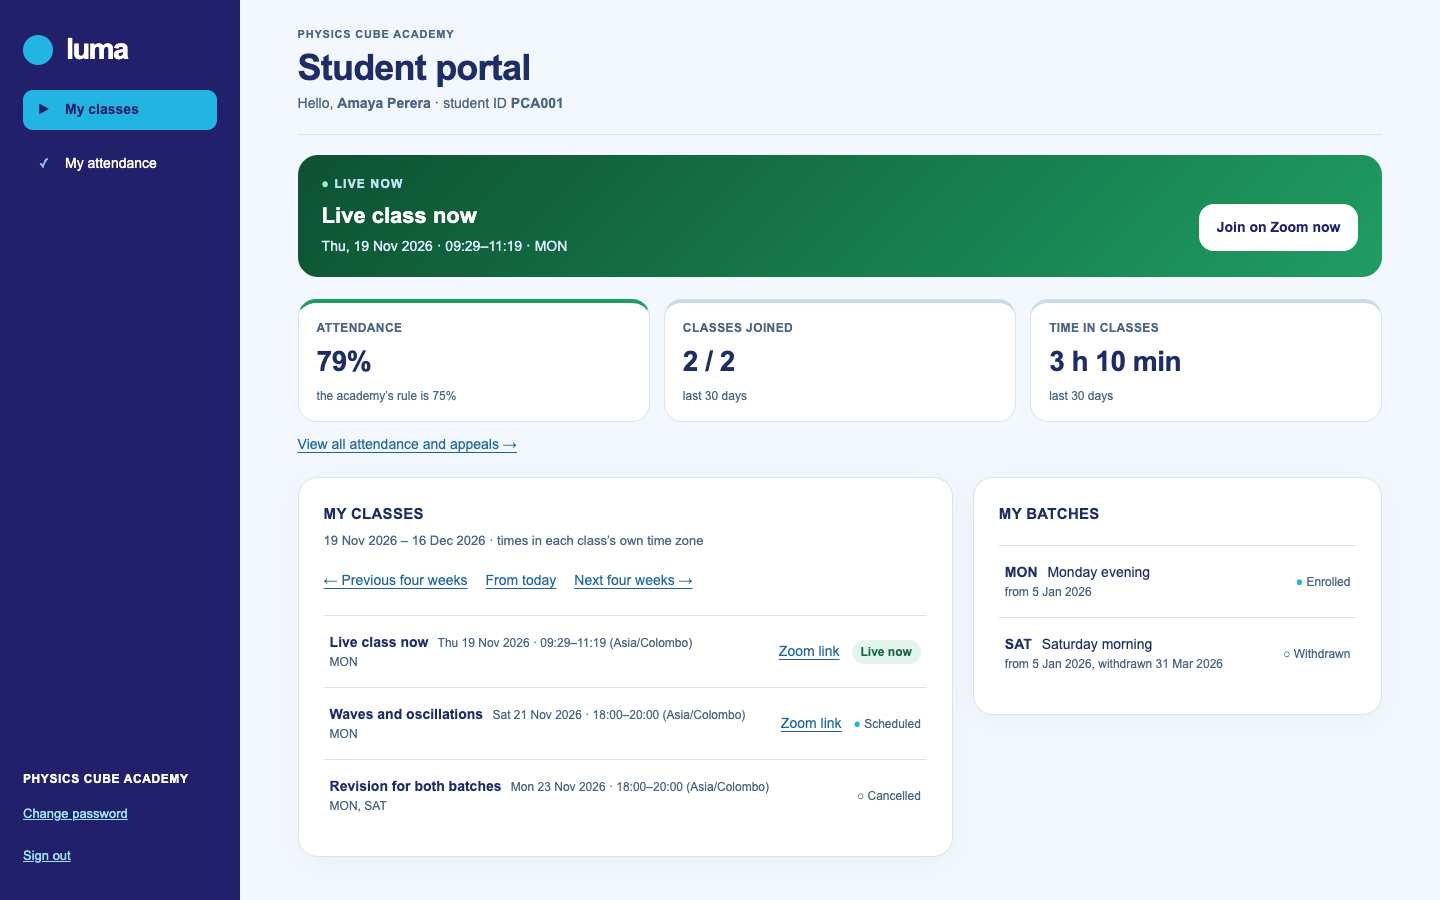 luma
▶ My classes
✓ My attendance
PHYSICS CUBE ACADEMY
Change password
Sign out
PHYSICS CUBE ACADEMY
Student portal
Hello, Amaya Perera · student ID PCA001
● LIVE NOW
Live class now
Thu, 19 Nov 2026 · 09:29–11:19 · MON
Join on Zoom now
ATTENDANCE
79%
the academy’s rule is 75%
CLASSES JOINED
2 / 2
last 30 days
TIME IN CLASSES
3 h 10 min
last 30 days
View all attendance and appeals →
MY CLASSES
19 Nov 2026 – 16 Dec 2026 · times in each class’s own time zone
← Previous four weeks From today Next four weeks →
Live class now Thu 19 Nov 2026 · 09:29–11:19 (Asia/Colombo)
MON
Zoom link Live now
Waves and oscillations Sat 21 Nov 2026 · 18:00–20:00 (Asia/Colombo)
MON
Zoom link ● Scheduled
Revision for both batches Mon 23 Nov 2026 · 18:00–20:00 (Asia/Colombo)
MON, SAT
○ Cancelled
MY BATCHES
MON Monday evening
from 5 Jan 2026
● Enrolled
SAT Saturday morning
from 5 Jan 2026, withdrawn 31 Mar 2026
○ Withdrawn